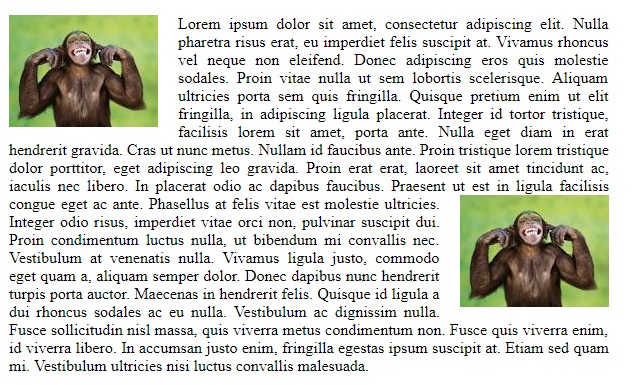 Lorem ipsum dolor sit amet, consectetur adipiscing elit. Nulla
pharetra risus erat, eu imperdiet felis suscipit at. Vivamus rhoncus
vel neque non eleifend. Donec adipiscing eros quis molestie
sodales. Proin vitae nulla ut sem lobortis scelerisque. Aliquam
ultricies porta sem quis fringilla. Quisque pretium enim ut elit
fringilla, in adipiscing ligula placerat. Integer id tortor tristique,
facilisis lorem sit amet, porta ante. Nulla eget diam in erat
hendrerit gravida. Cras ut nunc metus. Nullam id faucibus ante. Proin tristique lorem tristique
dolor porttitor, eget adipiscing leo gravida. Proin erat erat, laoreet sit amet tincidunt ac,
iaculis nec libero. In placerat odio ac dapibus faucibus. Praesent ut est in ligula facilisis
congue eget ac ante. Phasellus at felis vitae est molestie ultricies.
Integer odio risus, imperdiet vitae orci non, pulvinar suscipit dui.
Proin condimentum luctus nulla, ut bibendum mi convallis nec.
Vestibulum at venenatis nulla. Vivamus ligula justo, commodo
eget quam a, aliquam semper dolor. Donec dapibus nunc hendrerit
turpis porta auctor. Maecenas in hendrerit felis. Quisque id ligula a
dui rhoncus sodales ac eu nulla. Vestibulum ac dignissim nulla.
Fusce sollicitudin nisl massa, quis viverra metus condimentum non. Fusce quis viverra enim,
id viverra libero. In accumsan justo enim, fringilla egestas ipsum suscipit at. Etiam sed quam
mi. Vestibulum ultricies nisi luctus convallis malesuada.